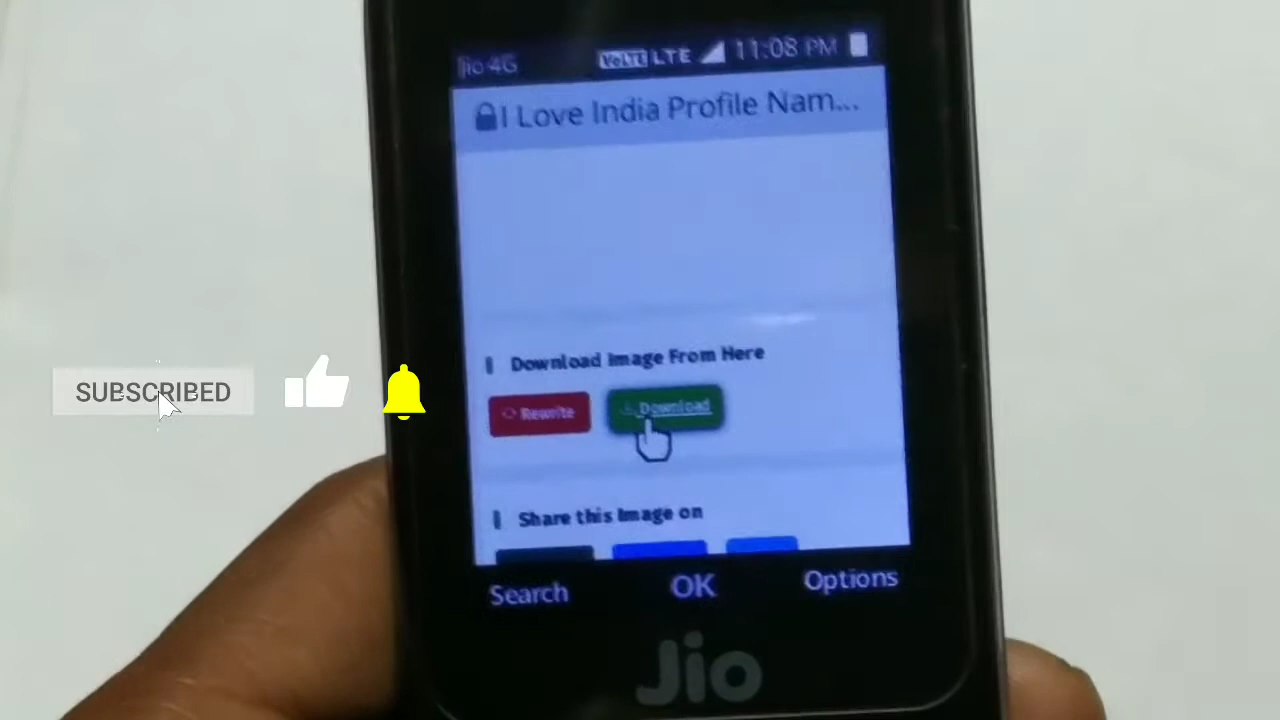 Jio 4G VoLTE LTE 11:08 PM
I Love India Profile Nam...
Download Image From Here
Rewrite Download
Share this Image on
Search OK Options
Jio
SUBSCRIBED